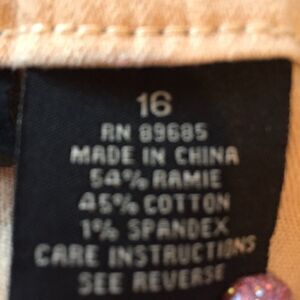 16
RN 89685
MADE IN CHINA
54% RAMIE
45% COTTON
1% SPANDEX
CARE INSTRUCTIONS
SEE REVERSE